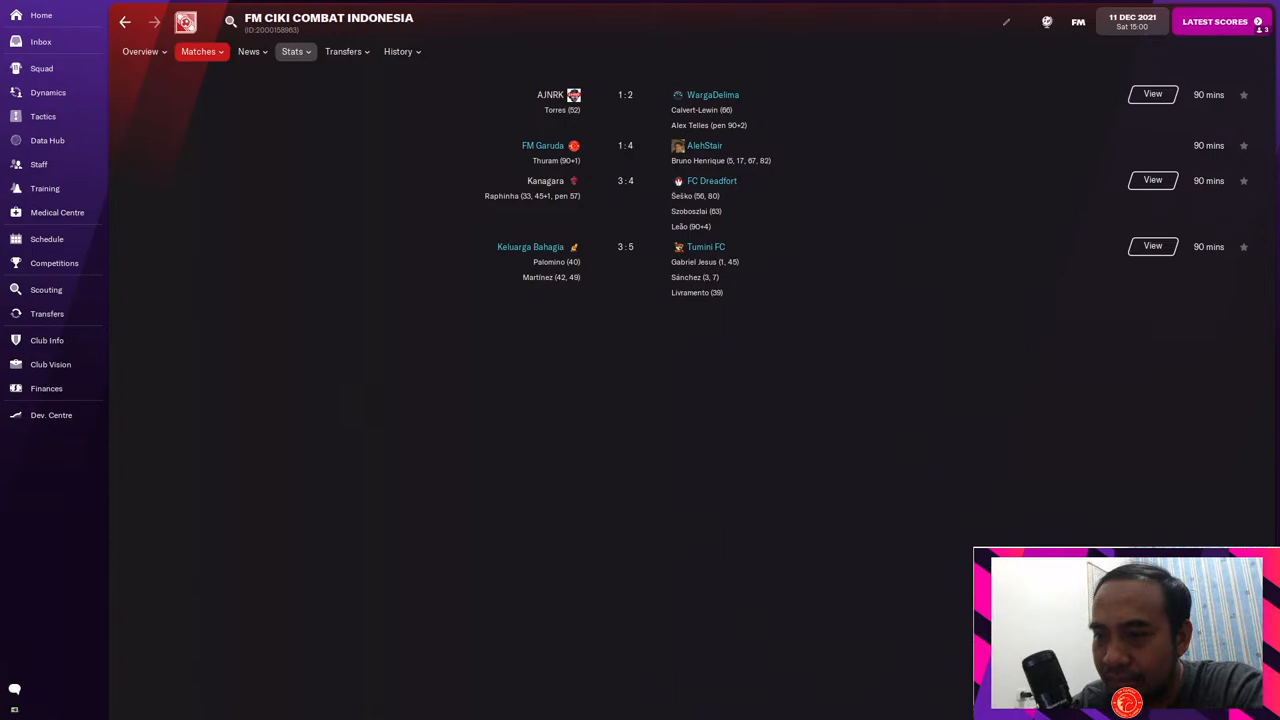 Home
FM CIKI COMBAT INDONESIA
(ID:2000158963)
FM
11 DEC 2021
Sat 15:00
LATEST SCORES
3
Overview
Matches
News
Stats
Transfers
History
Inbox
Squad
Dynamics
Tactics
Data Hub
Staff
Training
Medical Centre
Schedule
Competitions
Scouting
Transfers
Club Info
Club Vision
Finances
Dev. Centre
AJNRK 1 : 2 WargaDelima View 90 mins
Torres (52) Calvert-Lewin (66)
Alex Telles (pen 90+2)
FM Garuda 1 : 4 AlehStair 90 mins
Thuram (90+1) Bruno Henrique (5, 17, 67, 82)
Kanagara 3 : 4 FC Dreadfort View 90 mins
Raphinha (33, 45+1, pen 57) Šeško (56, 80)
Szoboszlai (63)
Leão (90+4)
Keluarga Bahagia 3 : 5 Tumini FC View 90 mins
Palomino (40) Gabriel Jesus (1, 45)
Martínez (42, 49) Sánchez (3, 7)
Livramento (39)